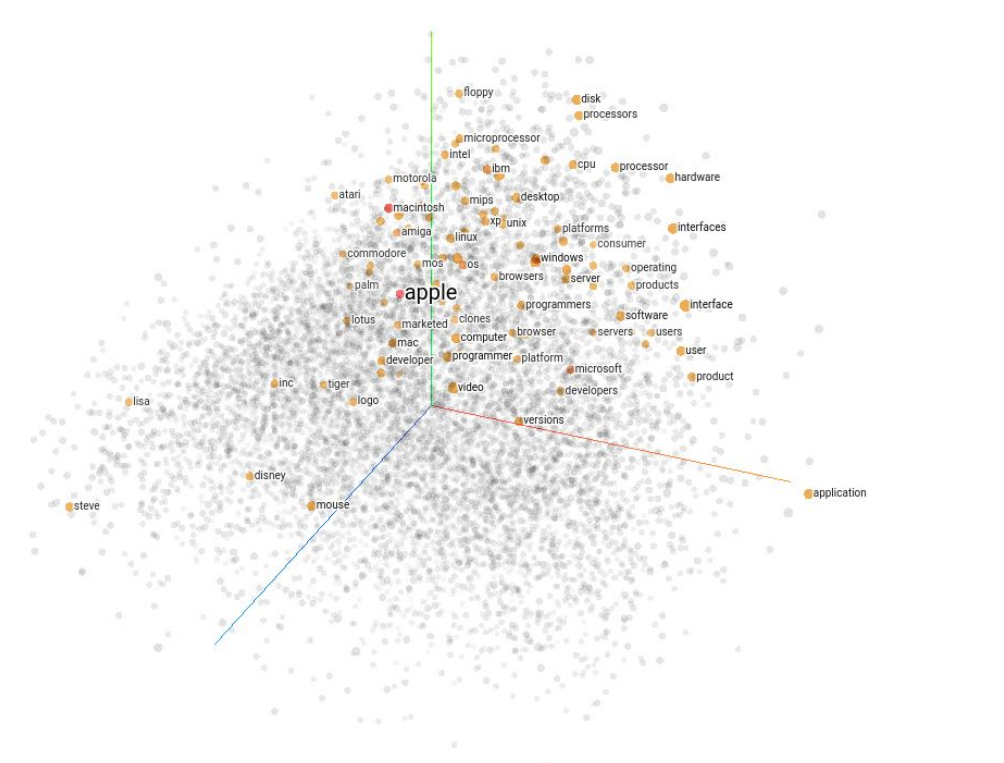 floppy
disk
processors
microprocessor
intel
ibm
cpu
processor
hardware
motorola
atari
mips
desktop
macintosh
xp
unix
amiga
linux
platforms
interfaces
consumer
commodore
mos
os
windows
operating
browsers
server
palm
products
apple
programmers
interface
lotus
marketed
clones
software
mac
computer
browser
servers
users
developer
programmer
platform
user
microsoft
product
inc
tiger
video
developers
lisa
logo
versions
disney
application
steve
mouse